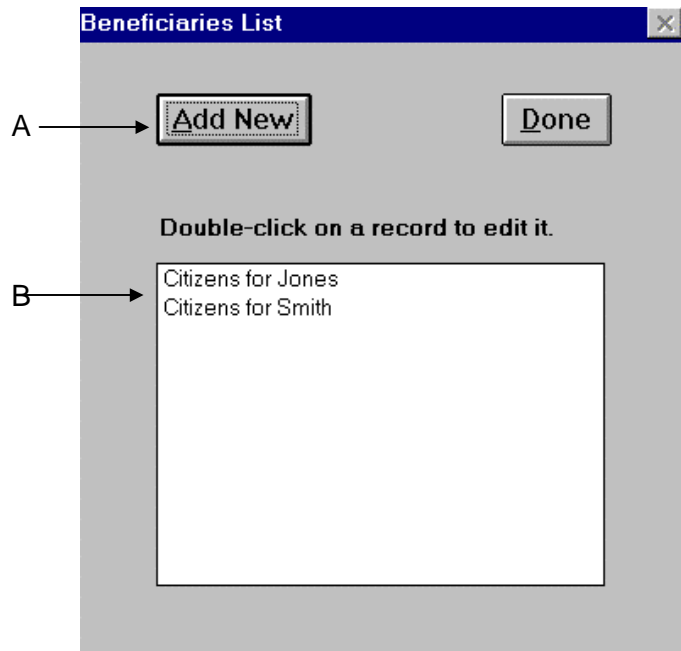 Beneficiaries List
A
Add New
Done
Double-click on a record to edit it.
B
Citizens for Jones
Citizens for Smith